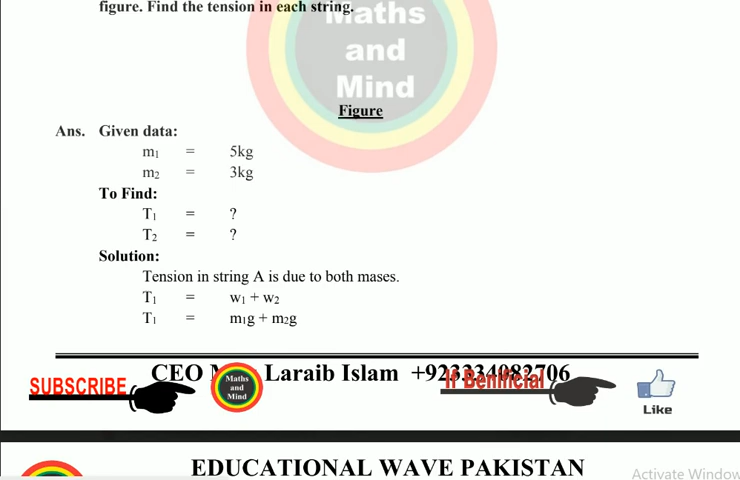 figure. Find the tension in each string.
Maths
and
Mind
Figure
Ans. Given data:
m1 = 5kg
m2 = 3kg
To Find:
T1 = ?
T2 = ?
Solution:
Tension in string A is due to both mases.
T1 = w1 + w2
T1 = m1g + m2g
CEO Laraib Islam
SUBSCRIBE
Maths
and
Mind
If Benificial
Like
EDUCATIONAL WAVE PAKISTAN
Activate Window